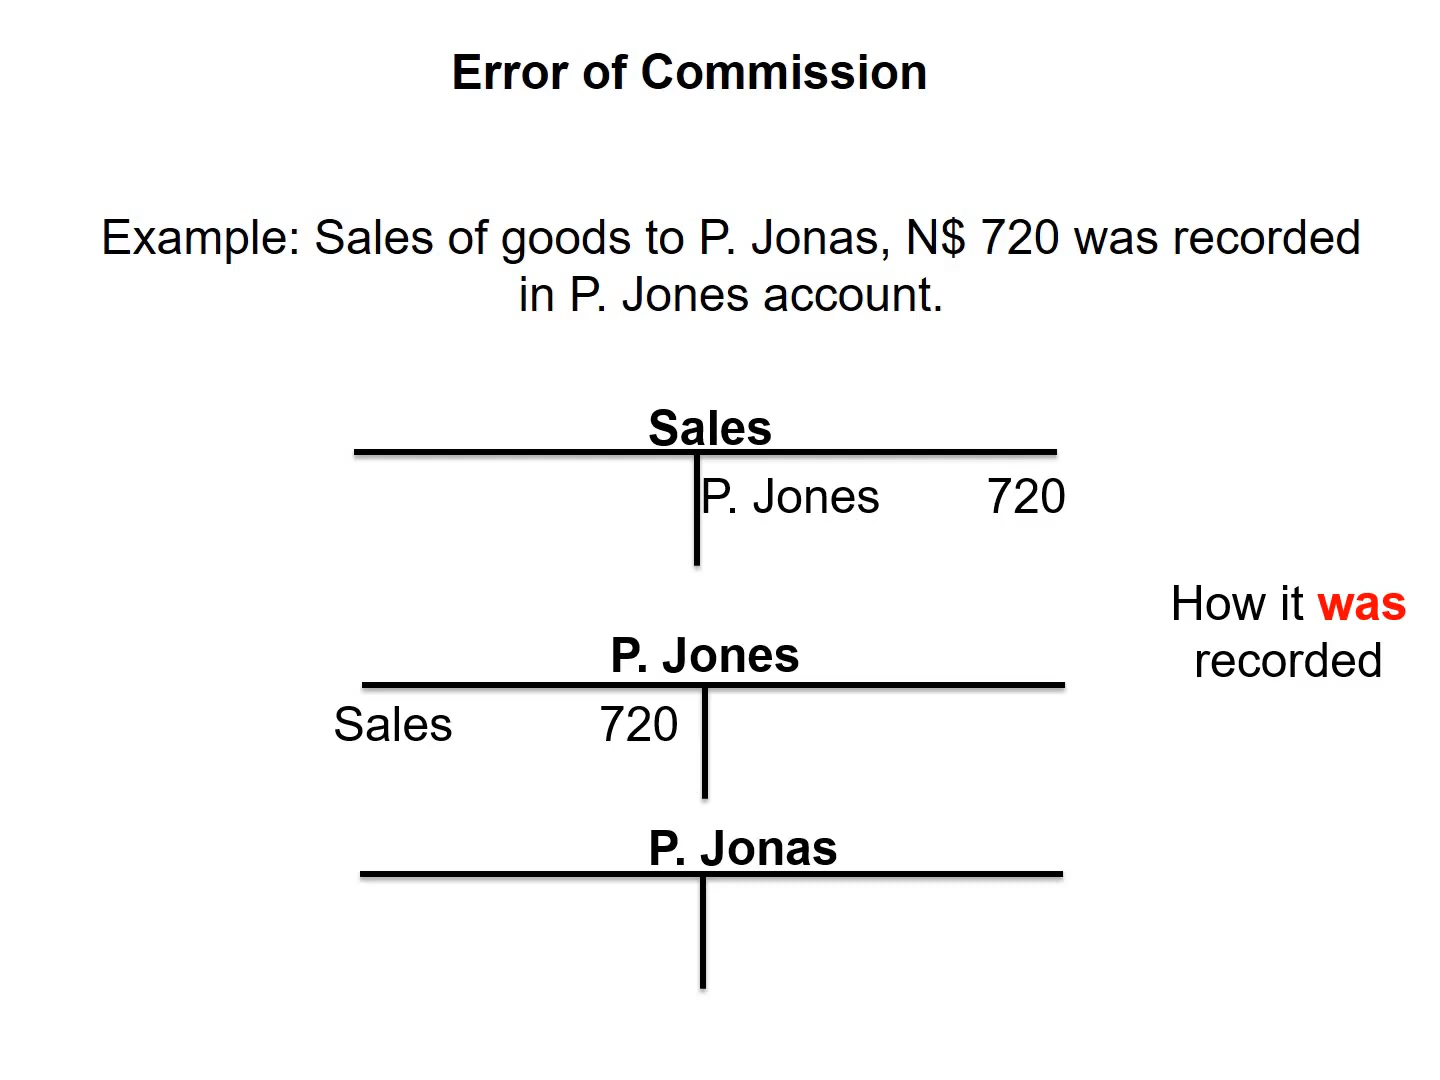 Error of Commission
Example: Sales of goods to P. Jonas, N$ 720 was recorded
in P. Jones account.
Sales
P. Jones 720
How it was
recorded
P. Jones
Sales 720
P. Jonas